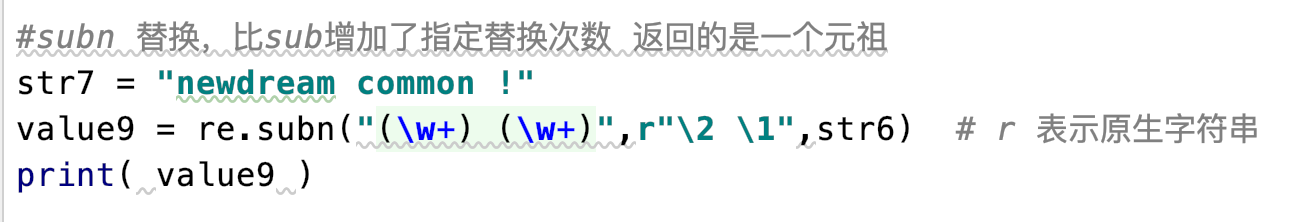 #subn 替换，比sub增加了指定替换次数 返回的是一个元祖
str7 = "newdream common !"
value9 = re.subn("(\w+) (\w+)",r"\2 \1",str6)  # r 表示原生字符串
print( value9 )